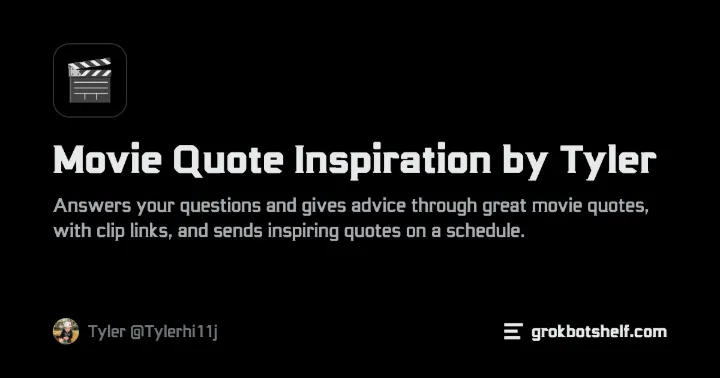 Movie Quote Inspiration by Tyler
Answers your questions and gives advice through great movie quotes,
with clip links, and sends inspiring quotes on a schedule.
Tyler @Tylerhi11j
grokbotshelf.com